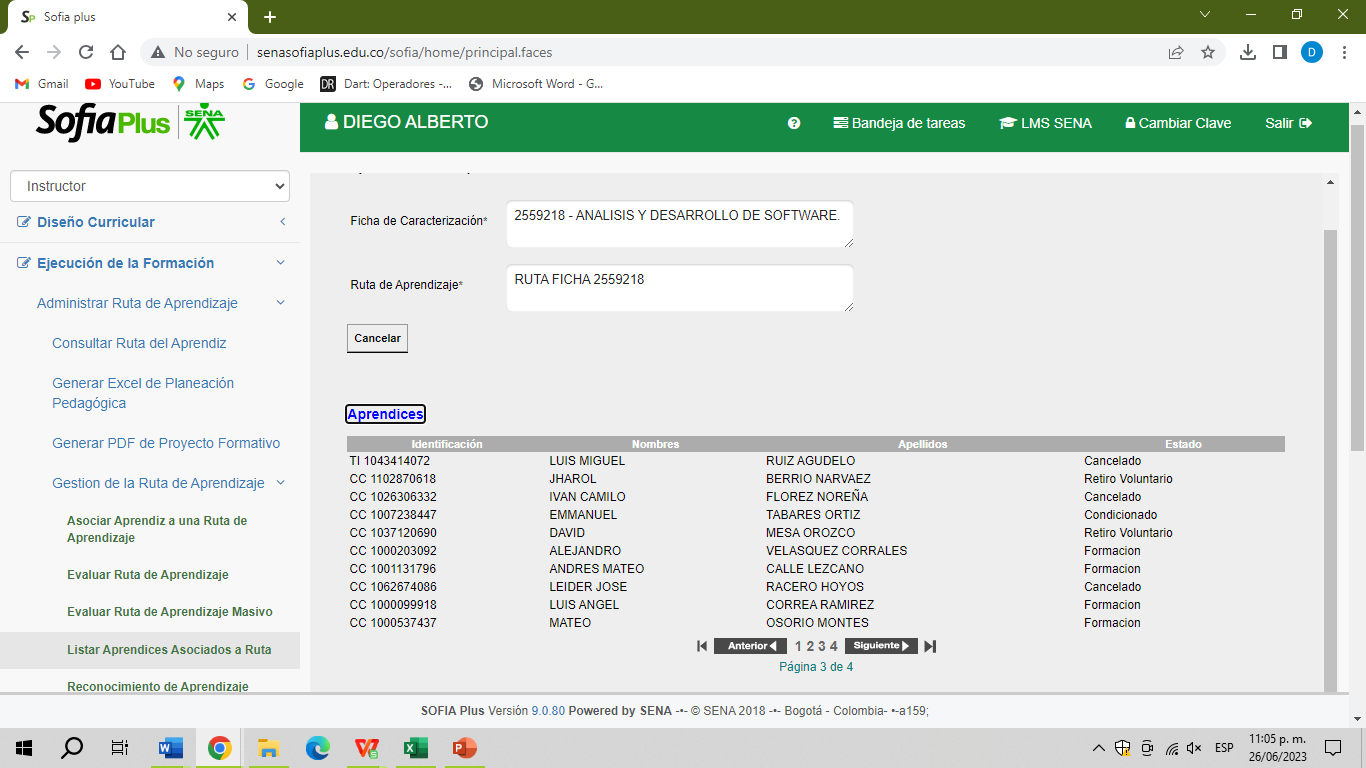 Sofia plus
No seguro senasofiaplus.edu.co/sofia/home/principal.faces
D
Gmail YouTube Maps Google Dart: Operadores -... Microsoft Word - G...
SofiaPlus SENA
DIEGO ALBERTO Bandeja de tareas LMS SENA Cambiar Clave Salir
Instructor
Diseño Curricular
Ejecución de la Formación
Administrar Ruta de Aprendizaje
Consultar Ruta del Aprendiz
Generar Excel de Planeación
Pedagógica
Generar PDF de Proyecto Formativo
Gestion de la Ruta de Aprendizaje
Asociar Aprendiz a una Ruta de
Aprendizaje
Evaluar Ruta de Aprendizaje
Evaluar Ruta de Aprendizaje Masivo
Listar Aprendices Asociados a Ruta
Reconocimiento de Aprendizaje
Ficha de Caracterización* 2559218 - ANALISIS Y DESARROLLO DE SOFTWARE.
Ruta de Aprendizaje* RUTA FICHA 2559218
Cancelar
Aprendices
Identificación Nombres Apellidos Estado
TI 1043414072 LUIS MIGUEL RUIZ AGUDELO Cancelado
CC 1102870618 JHAROL BERRIO NARVAEZ Retiro Voluntario
CC 1026306332 IVAN CAMILO FLOREZ NOREÑA Cancelado
CC 1007238447 EMMANUEL TABARES ORTIZ Condicionado
CC 1037120690 DAVID MESA OROZCO Retiro Voluntario
CC 1000203092 ALEJANDRO VELASQUEZ CORRALES Formacion
CC 1001131796 ANDRES MATEO CALLE LEZCANO Formacion
CC 1062674086 LEIDER JOSE RACERO HOYOS Cancelado
CC 1000099918 LUIS ANGEL CORREA RAMIREZ Formacion
CC 1000537437 MATEO OSORIO MONTES Formacion
Anterior 1 2 3 4 Siguiente
Página 3 de 4
SOFIA Plus Versión 9.0.80 Powered by SENA -•- © SENA 2018 -•- Bogotá - Colombia- •-a159;
ESP 11:05 p. m.
26/06/2023